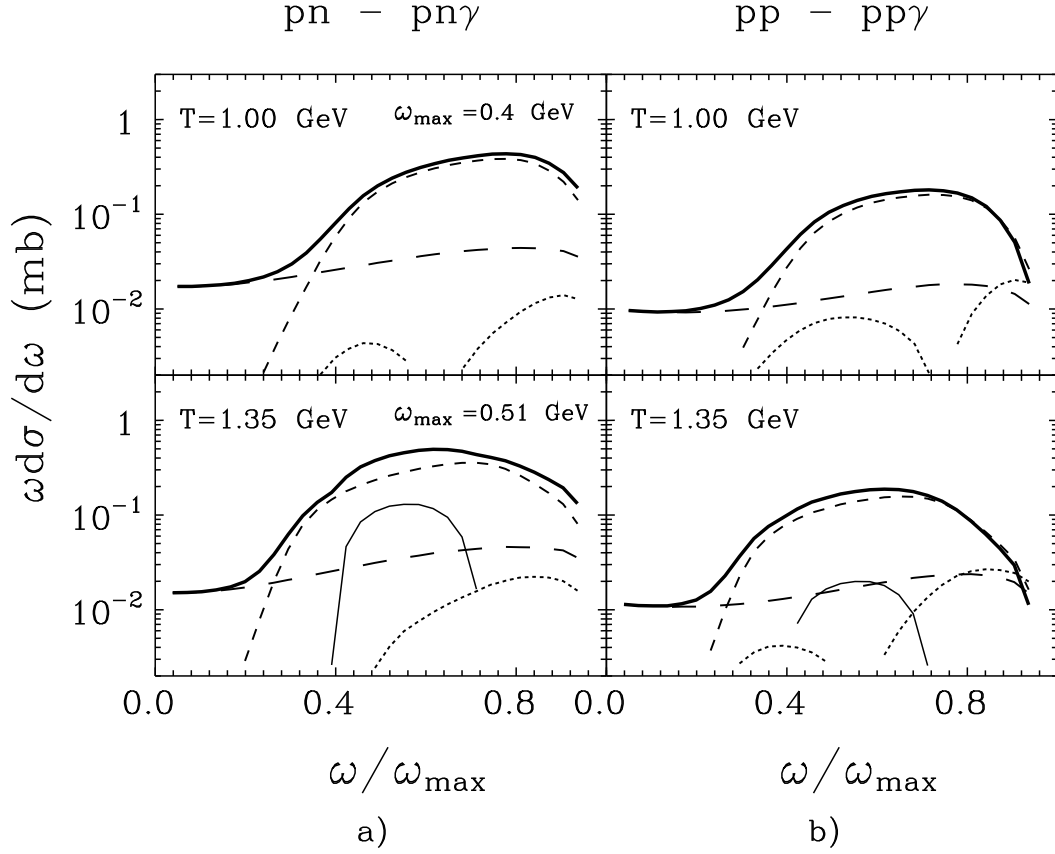 pn − pnγ pp − ppγ
T=1.00 GeV ω_max =0.4 GeV T=1.00 GeV
1
10⁻¹
10⁻²
ωdσ/dω (mb)
T=1.35 GeV ω_max =0.51 GeV T=1.35 GeV
1
10⁻¹
10⁻²
0.0 0.4 0.8 0.0 0.4 0.8
ω/ω_max ω/ω_max
a) b)